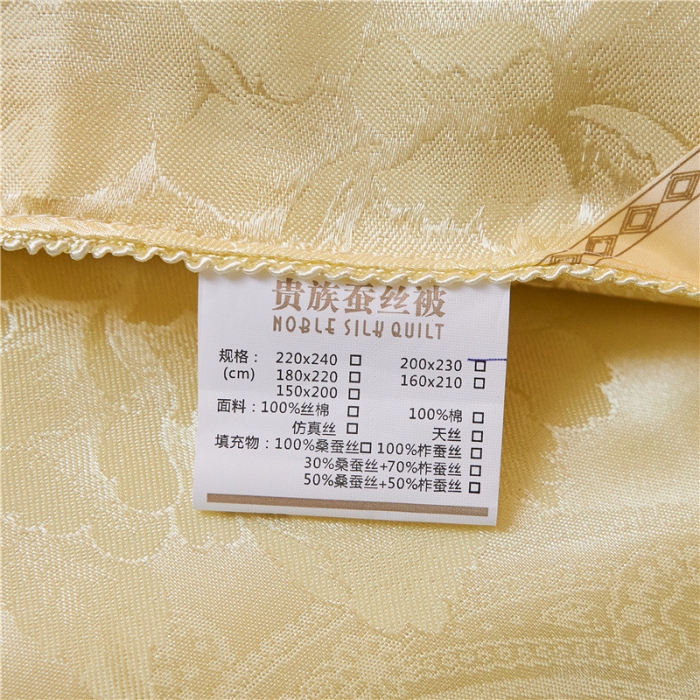 贵族蚕丝被
NOBLE SILK QUILT
规格： 220x240 □ 200x230 □
(cm) 180x220 □ 160x210 □
150x200 □
面料：100%丝棉 □ 100%棉 □
仿真丝 □ 天丝 □
填充物：100%桑蚕丝□ 100%柞蚕丝 □
30%桑蚕丝+70%柞蚕丝 □
50%桑蚕丝+50%柞蚕丝 □